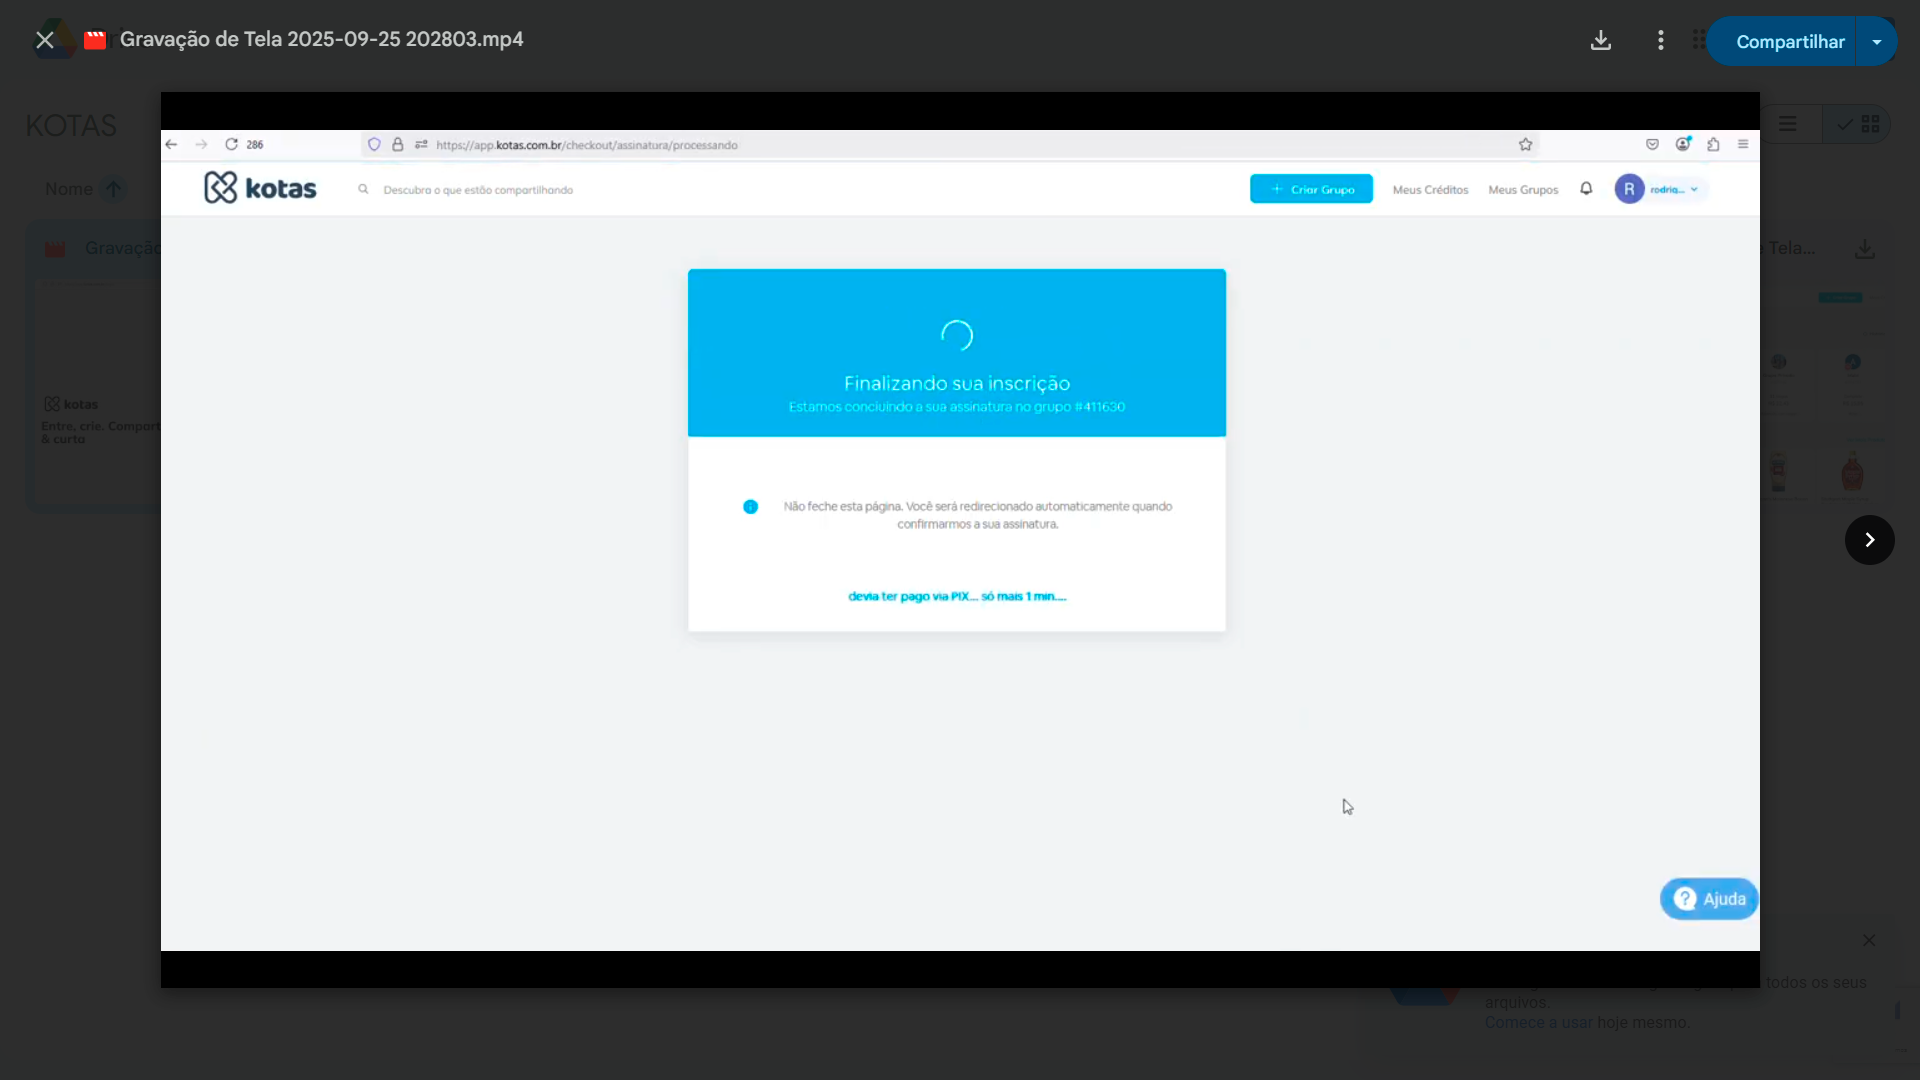 Gravação de Tela 2025-09-25 202803.mp4
Compartilhar
KOTAS
286
https://app.kotas.com.br/checkout/assinatura/processando
kotas
Descubra o que estão compartilhando
Criar Grupo
Meus Créditos
Meus Grupos
R
rodrig...
Nome
Gravação
Tela...
Finalizando sua inscrição
Estamos concluindo a sua assinatura no grupo #411630
kotas
Entre, crie. Compart
& curta
Não feche esta página. Você será redirecionado automaticamente quando
confirmarmos a sua assinatura.
devia ter pago via PIX... só mais 1 min....
Ajuda
todos os seus
arquivos.
Comece a usar hoje mesmo.